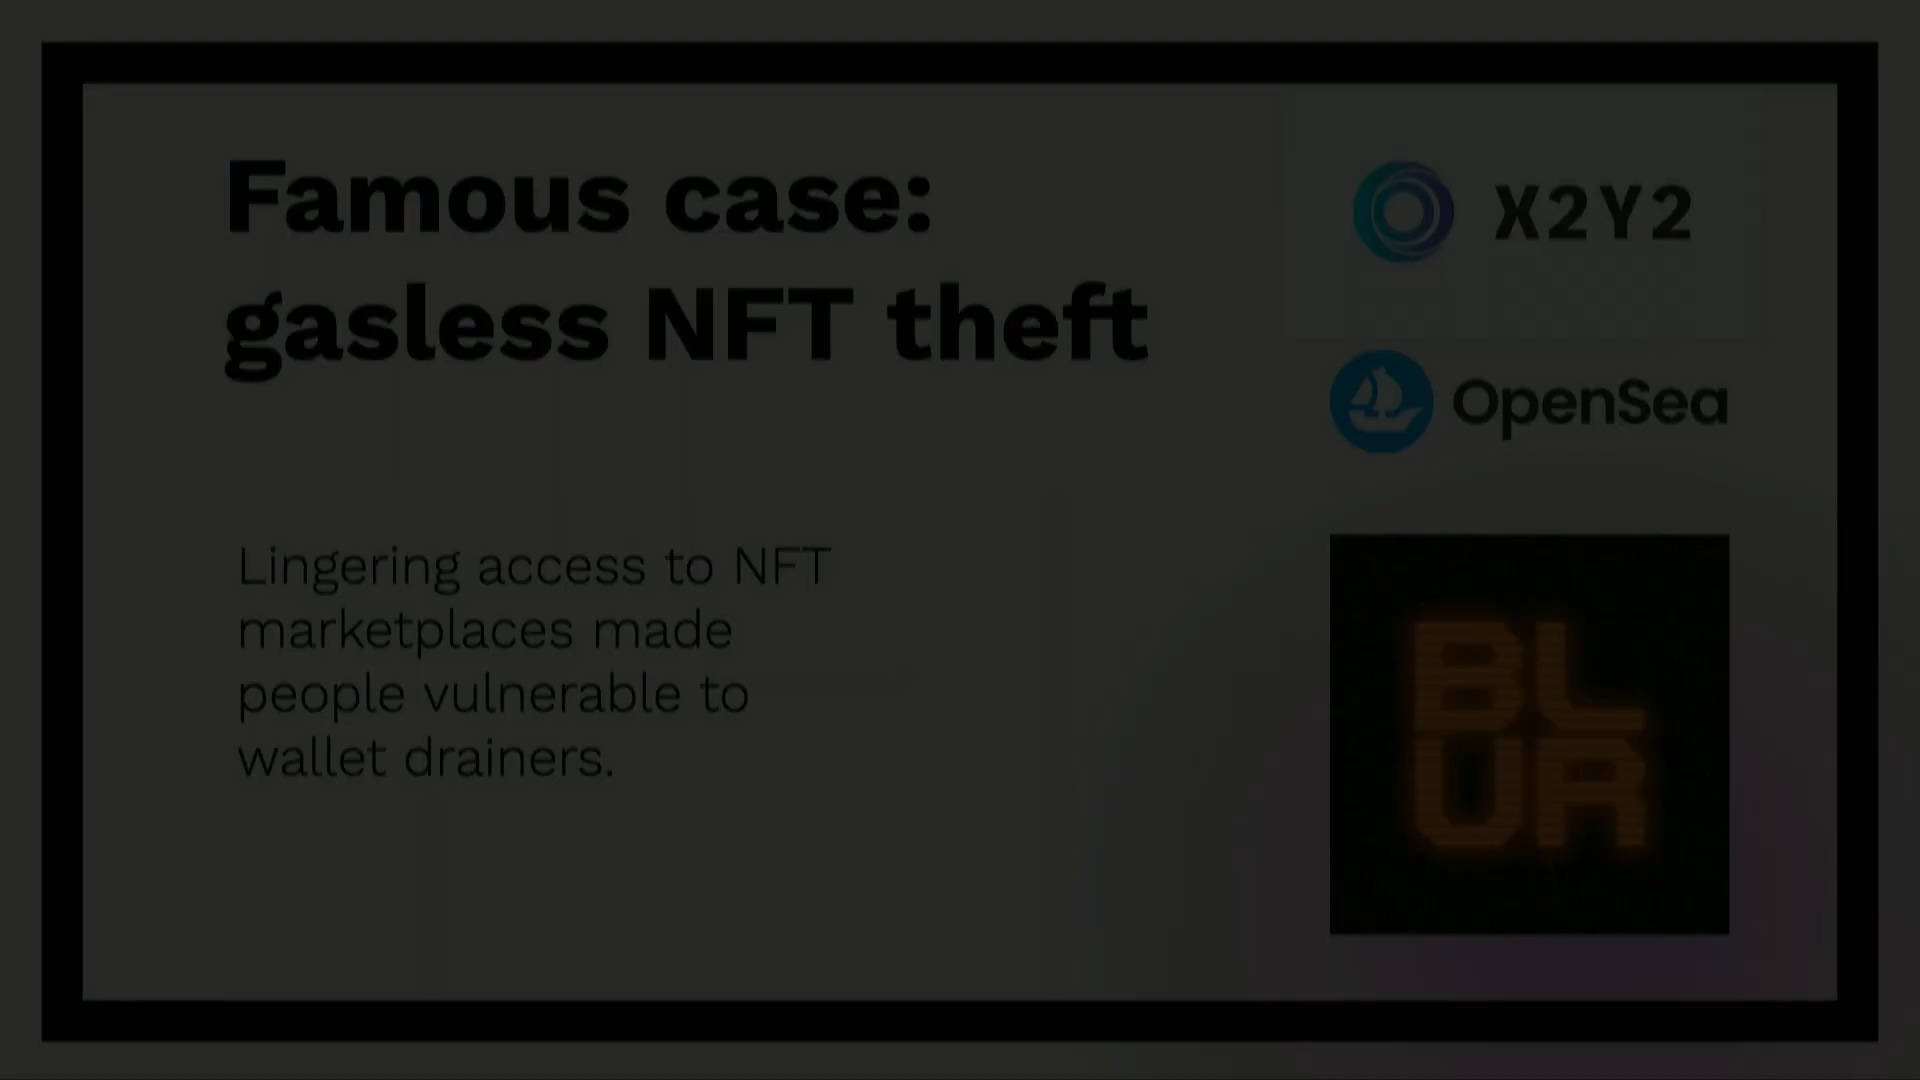 Famous case:
gasless NFT theft
X2Y2
OpenSea
Lingering access to NFT
marketplaces made
people vulnerable to
wallet drainers.
BL
UR